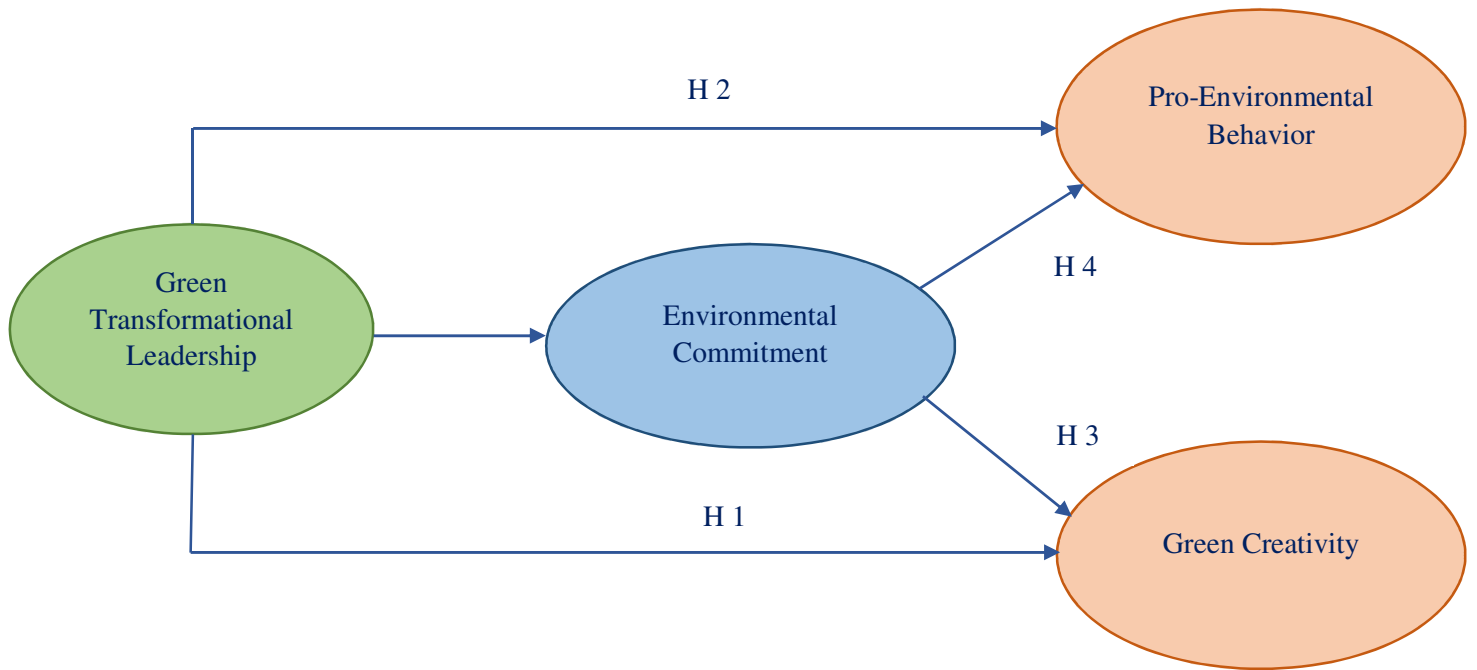 H 2
Pro-Environmental
Behavior
Green
Transformational
Leadership
Environmental
Commitment
H 4
H 3
H 1
Green Creativity